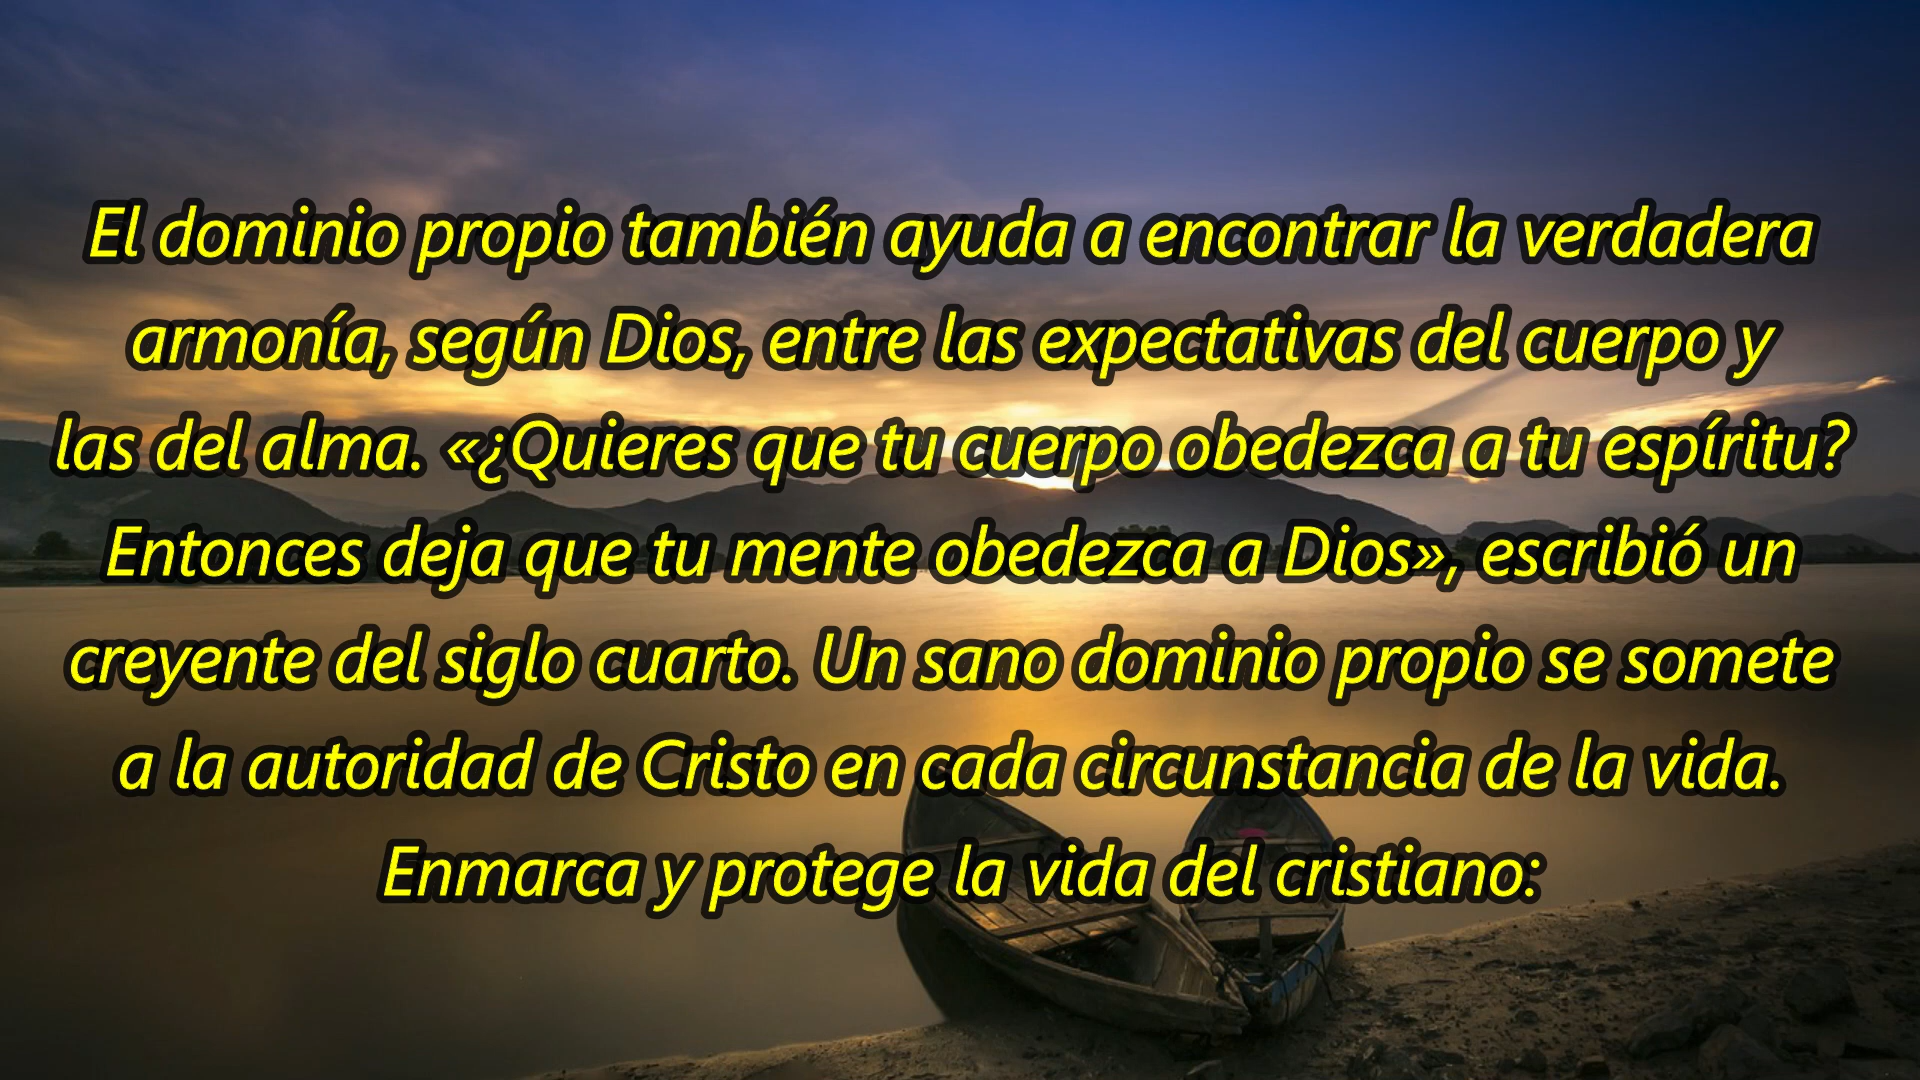 El dominio propio también ayuda a encontrar la verdadera
armonía, según Dios, entre las expectativas del cuerpo y
las del alma. «¿Quieres que tu cuerpo obedezca a tu espíritu?
Entonces deja que tu mente obedezca a Dios», escribió un
creyente del siglo cuarto. Un sano dominio propio se somete
a la autoridad de Cristo en cada circunstancia de la vida.
Enmarca y protege la vida del cristiano: